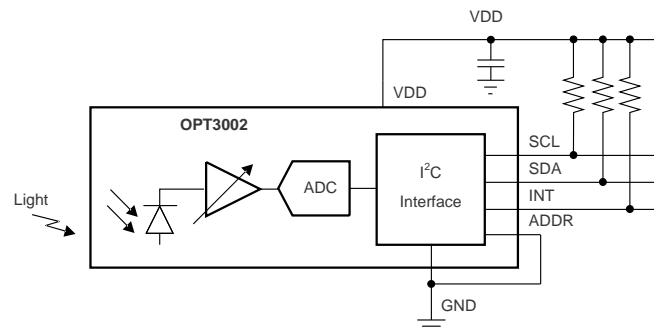 VDD
VDD
OPT3002
SCL
I²C
Interface
ADC
SDA
Light
INT
ADDR
GND